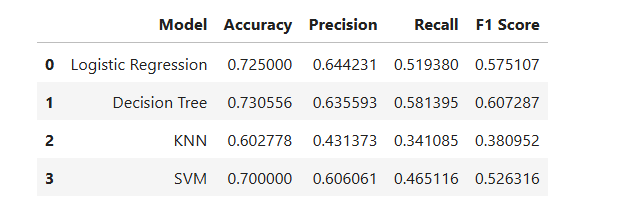 Model Accuracy Precision Recall F1 Score
0 Logistic Regression 0.725000 0.644231 0.519380 0.575107
1 Decision Tree 0.730556 0.635593 0.581395 0.607287
2 KNN 0.602778 0.431373 0.341085 0.380952
3 SVM 0.700000 0.606061 0.465116 0.526316